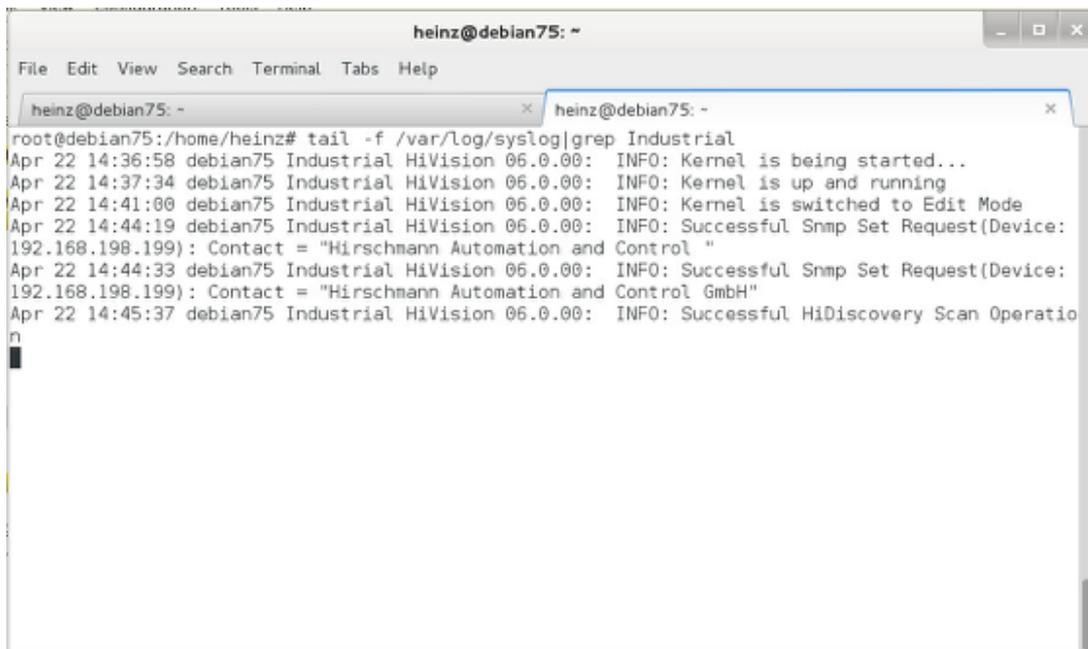 heinz@debian75: ~
File Edit View Search Terminal Tabs Help
heinz@debian75: ~
heinz@debian75: ~
root@debian75:/home/heinz# tail -f /var/log/syslog|grep Industrial
Apr 22 14:36:58 debian75 Industrial HiVision 06.0.00:  INFO: Kernel is being started...
Apr 22 14:37:34 debian75 Industrial HiVision 06.0.00:  INFO: Kernel is up and running
Apr 22 14:41:00 debian75 Industrial HiVision 06.0.00:  INFO: Kernel is switched to Edit Mode
Apr 22 14:44:19 debian75 Industrial HiVision 06.0.00:  INFO: Successful Snmp Set Request(Device:
192.168.198.199): Contact = "Hirschmann Automation and Control "
Apr 22 14:44:33 debian75 Industrial HiVision 06.0.00:  INFO: Successful Snmp Set Request(Device:
192.168.198.199): Contact = "Hirschmann Automation and Control GmbH"
Apr 22 14:45:37 debian75 Industrial HiVision 06.0.00:  INFO: Successful HiDiscovery Scan Operatio
n